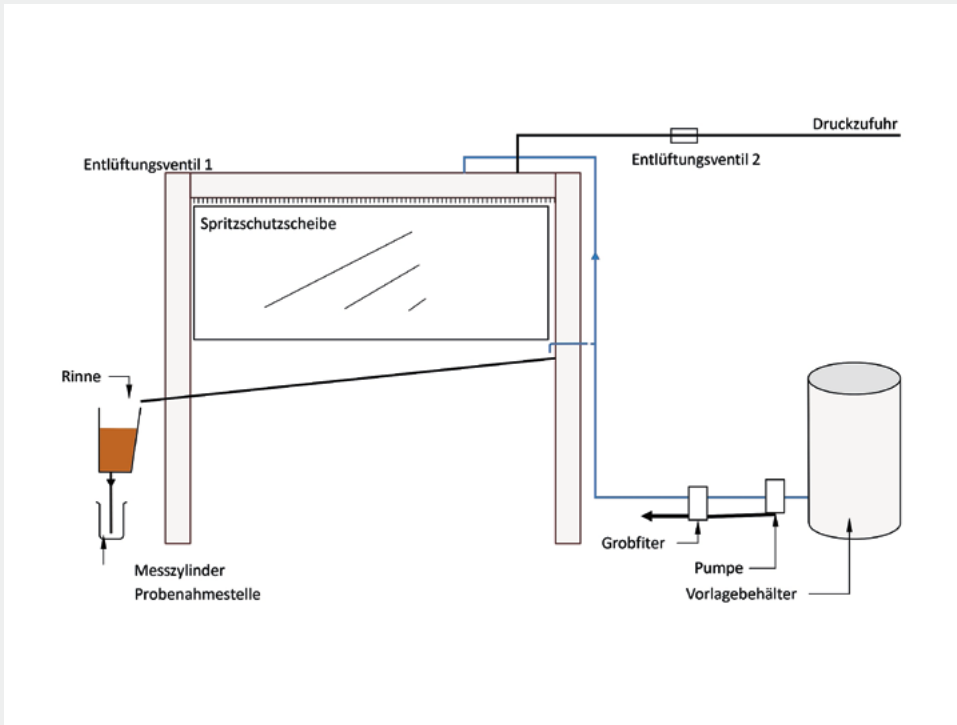 Druckzufuhr
Entlüftungsventil 1
Entlüftungsventil 2
Spritzschutzscheibe
Rinne
Grobfiter
Pumpe
Messzylinder
Vorlagebehälter
Probenahmestelle